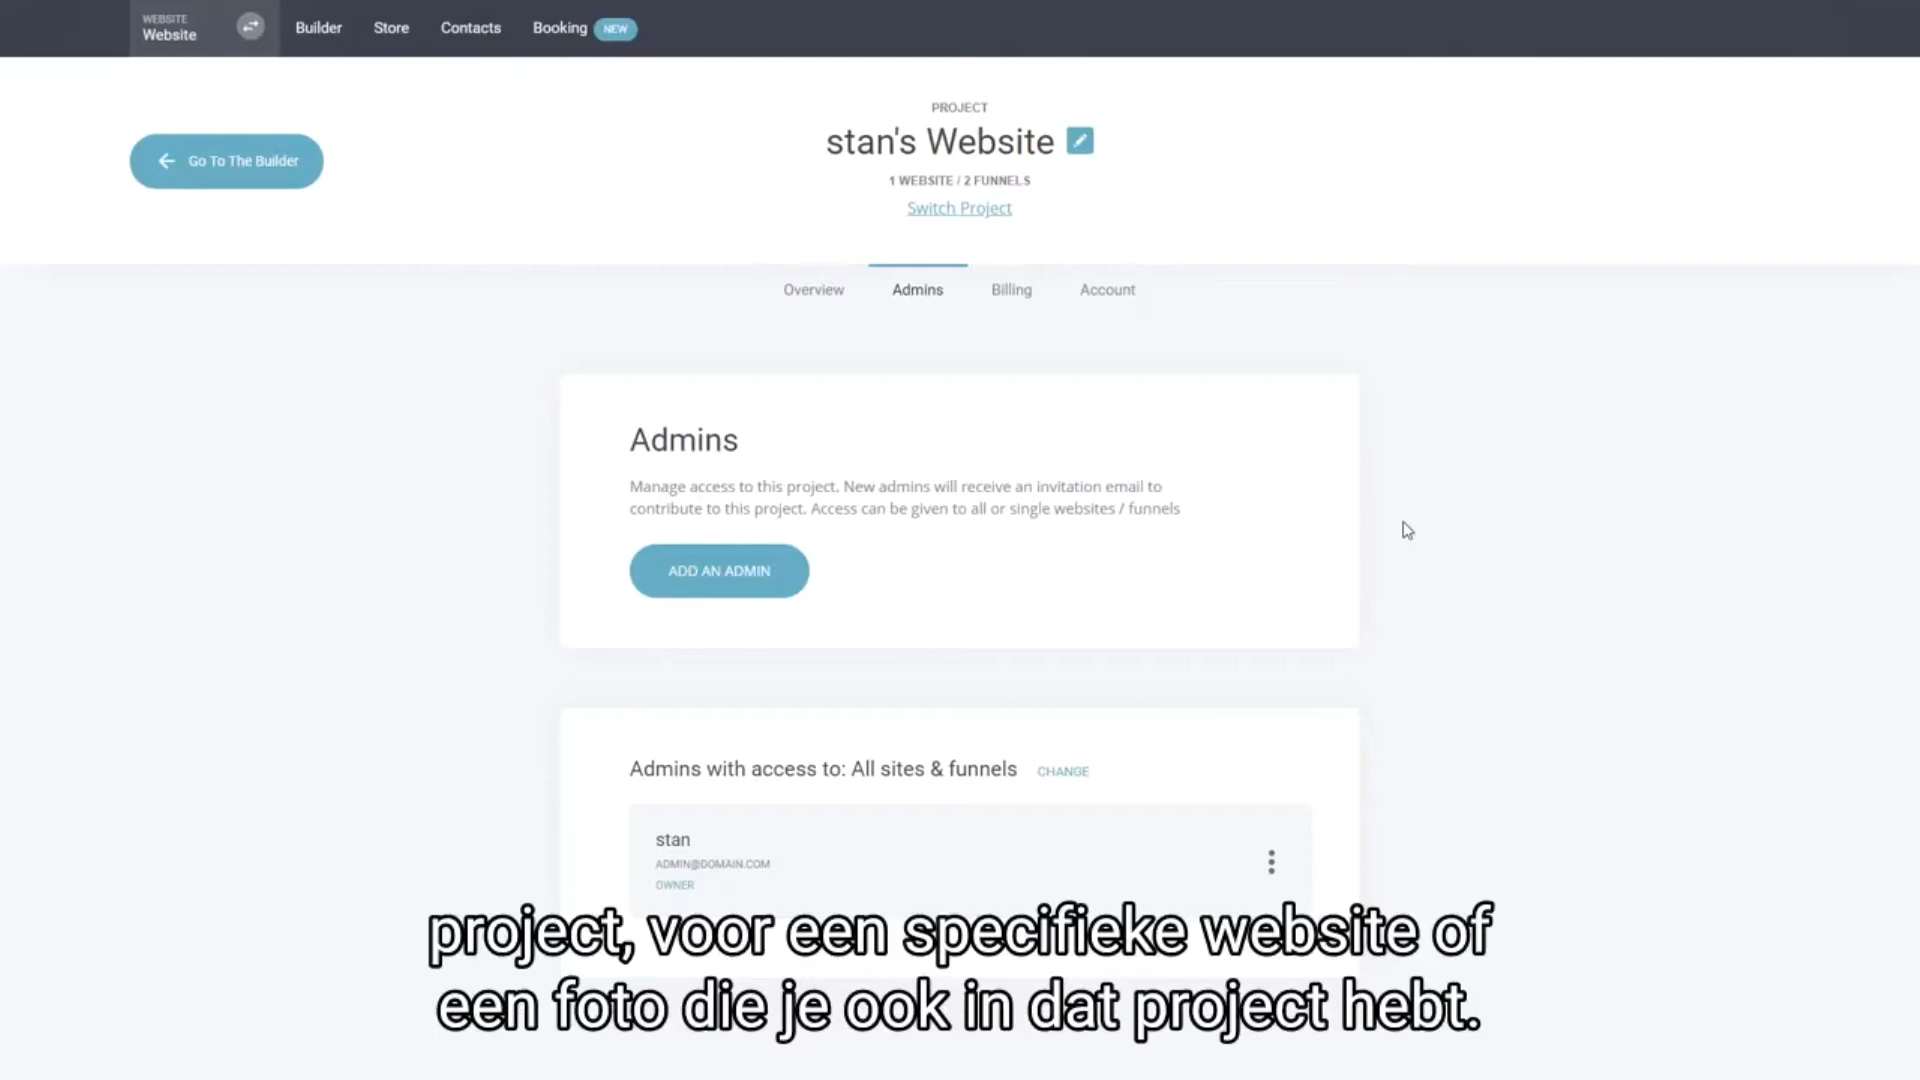 WEBSITE
Website
Builder
Store
Contacts
Booking NEW
PROJECT
stan's Website
Go To The Builder
1 WEBSITE / 2 FUNNELS
Switch Project
Overview
Admins
Billing
Account
Admins
Manage access to this project. New admins will receive an invitation email to
contribute to this project. Access can be given to all or single websites / funnels
ADD AN ADMIN
Admins with access to: All sites & funnels CHANGE
stan
ADMIN@DOMAIN.COM
OWNER
project, voor een specifieke website of
een foto die je ook in dat project hebt.